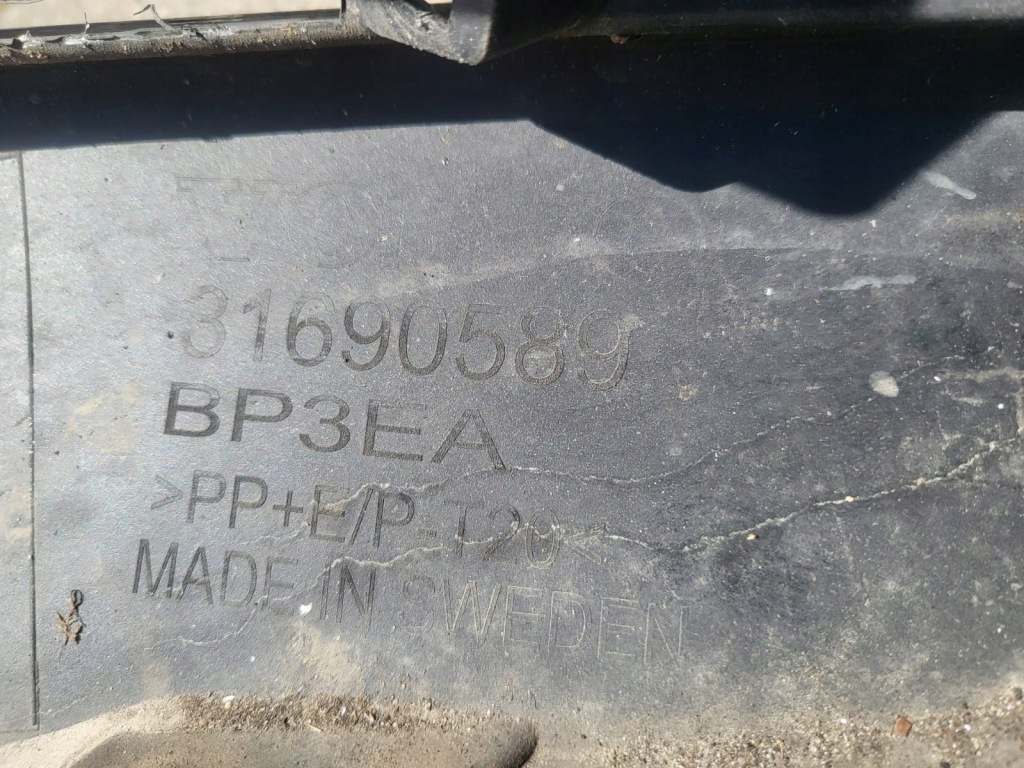 31690589
BP3EA
>PP+E/P-T20<
MADE IN SWEDEN